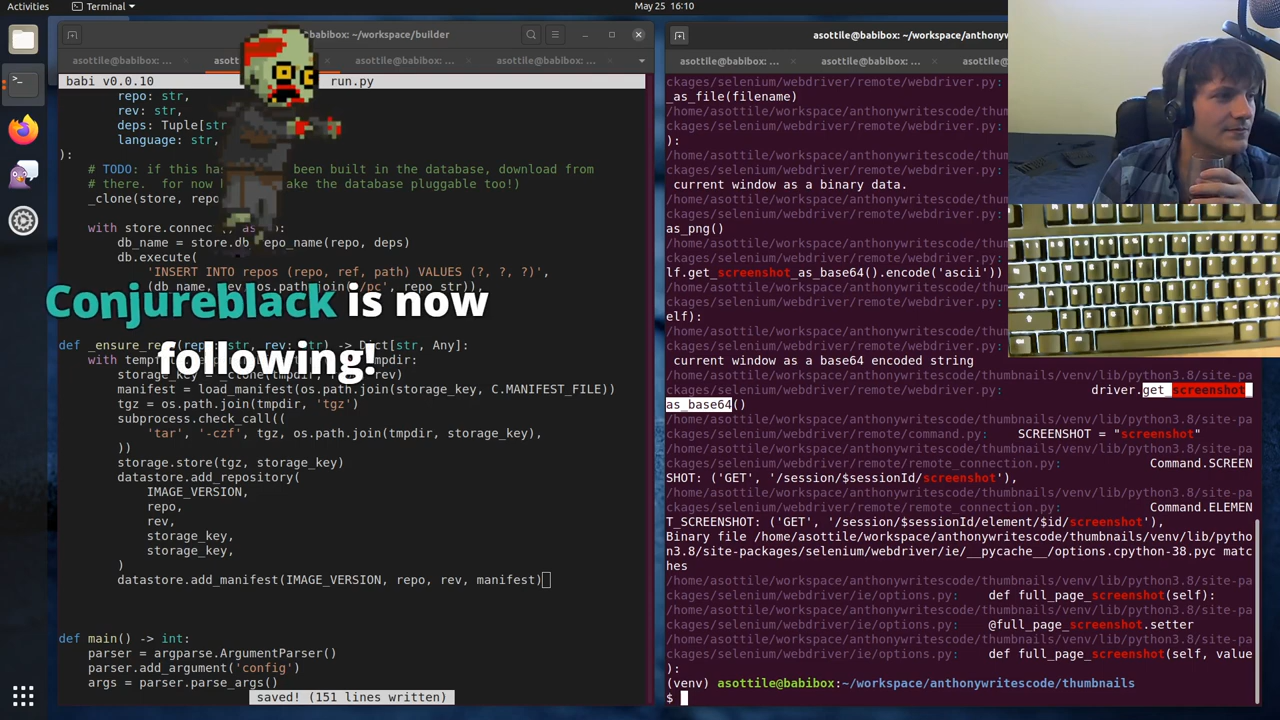 Activities
Terminal
May 25 16:10
asottile@babibox: ~/workspace/builder
asottile@babibox: ~/workspace/anthonyw
asottile@babibox: ~/...
asottile@babibox: ~/...
asottile@babibox: ~/...
asottile@babibox: ~/...
asottile@babibox: ~/...
babi v0.0.10
run.py
repo: str,
rev: str,
deps: Tuple[str
language: str,
):
# TODO: if this has been built in the database, download from
# there. for now ake the database pluggable too!)
_clone(store, repo
with store.connec
db_name = store.db epo_name(repo, deps)
db.execute(
'INSERT INTO repos (repo, ref, path) VALUES (?, ?, ?)',
Conjureblack is now
following!
def _ensure_re
with temp
storage_key =
manifest = load_manifest(os.path.join(storage_key, C.MANIFEST_FILE))
tgz = os.path.join(tmpdir, 'tgz')
subprocess.check_call((
'tar', '-czf', tgz, os.path.join(tmpdir, storage_key),
))
storage.store(tgz, storage_key)
datastore.add_repository(
IMAGE_VERSION,
repo,
rev,
storage_key,
storage_key,
)
datastore.add_manifest(IMAGE_VERSION, repo, rev, manifest)
def main() -> int:
parser = argparse.ArgumentParser()
parser.add_argument('config')
args = parser.parse_args()
saved! (151 lines written)
ckages/selenium/webdriver/remote/webdriver.py:
_as_file(filename)
/home/asottile/workspace/anthonywritescode/thumbnails
ckages/selenium/webdriver/remote/webdriver.py:
):
/home/asottile/workspace/anthonywritescode/thumbnails
ckages/selenium/webdriver/remote/webdriver.py:
current window as a binary data.
/home/asottile/workspace/anthonywritescode/thumbnails
ckages/selenium/webdriver/remote/webdriver.py:
as_png()
/home/asottile/workspace/anthonywritescode/thumbnails
ckages/selenium/webdriver/remote/webdriver.py:
lf.get_screenshot_as_base64().encode('ascii'))
/home/asottile/workspace/anthonywritescode/thumbnails
ckages/selenium/webdriver/remote/webdriver.py:
elf):
/home/asottile/workspace/anthonywritescode/thumbnails
ckages/selenium/webdriver/remote/webdriver.py:
current window as a base64 encoded string
/home/asottile/workspace/anthonywritescode/thumbnails/venv/lib/python3.8/site-pa
ckages/selenium/webdriver/remote/webdriver.py: driver.get_screenshot_
as_base64()
/home/asottile/workspace/anthonywritescode/thumbnails/venv/lib/python3.8/site-pa
ckages/selenium/webdriver/remote/command.py: SCREENSHOT = "screenshot"
/home/asottile/workspace/anthonywritescode/thumbnails/venv/lib/python3.8/site-pa
ckages/selenium/webdriver/remote/remote_connection.py: Command.SCREEN
SHOT: ('GET', '/session/$sessionId/screenshot'),
/home/asottile/workspace/anthonywritescode/thumbnails/venv/lib/python3.8/site-pa
ckages/selenium/webdriver/remote/remote_connection.py: Command.ELEMEN
T_SCREENSHOT: ('GET', '/session/$sessionId/element/$id/screenshot'),
Binary file /home/asottile/workspace/anthonywritescode/thumbnails/venv/lib/pytho
n3.8/site-packages/selenium/webdriver/ie/__pycache__/options.cpython-38.pyc matc
hes
/home/asottile/workspace/anthonywritescode/thumbnails/venv/lib/python3.8/site-pa
ckages/selenium/webdriver/ie/options.py: def full_page_screenshot(self):
/home/asottile/workspace/anthonywritescode/thumbnails/venv/lib/python3.8/site-pa
ckages/selenium/webdriver/ie/options.py: @full_page_screenshot.setter
/home/asottile/workspace/anthonywritescode/thumbnails/venv/lib/python3.8/site-pa
ckages/selenium/webdriver/ie/options.py: def full_page_screenshot(self, value
):
(venv) asottile@babibox:~/workspace/anthonywritescode/thumbnails
$